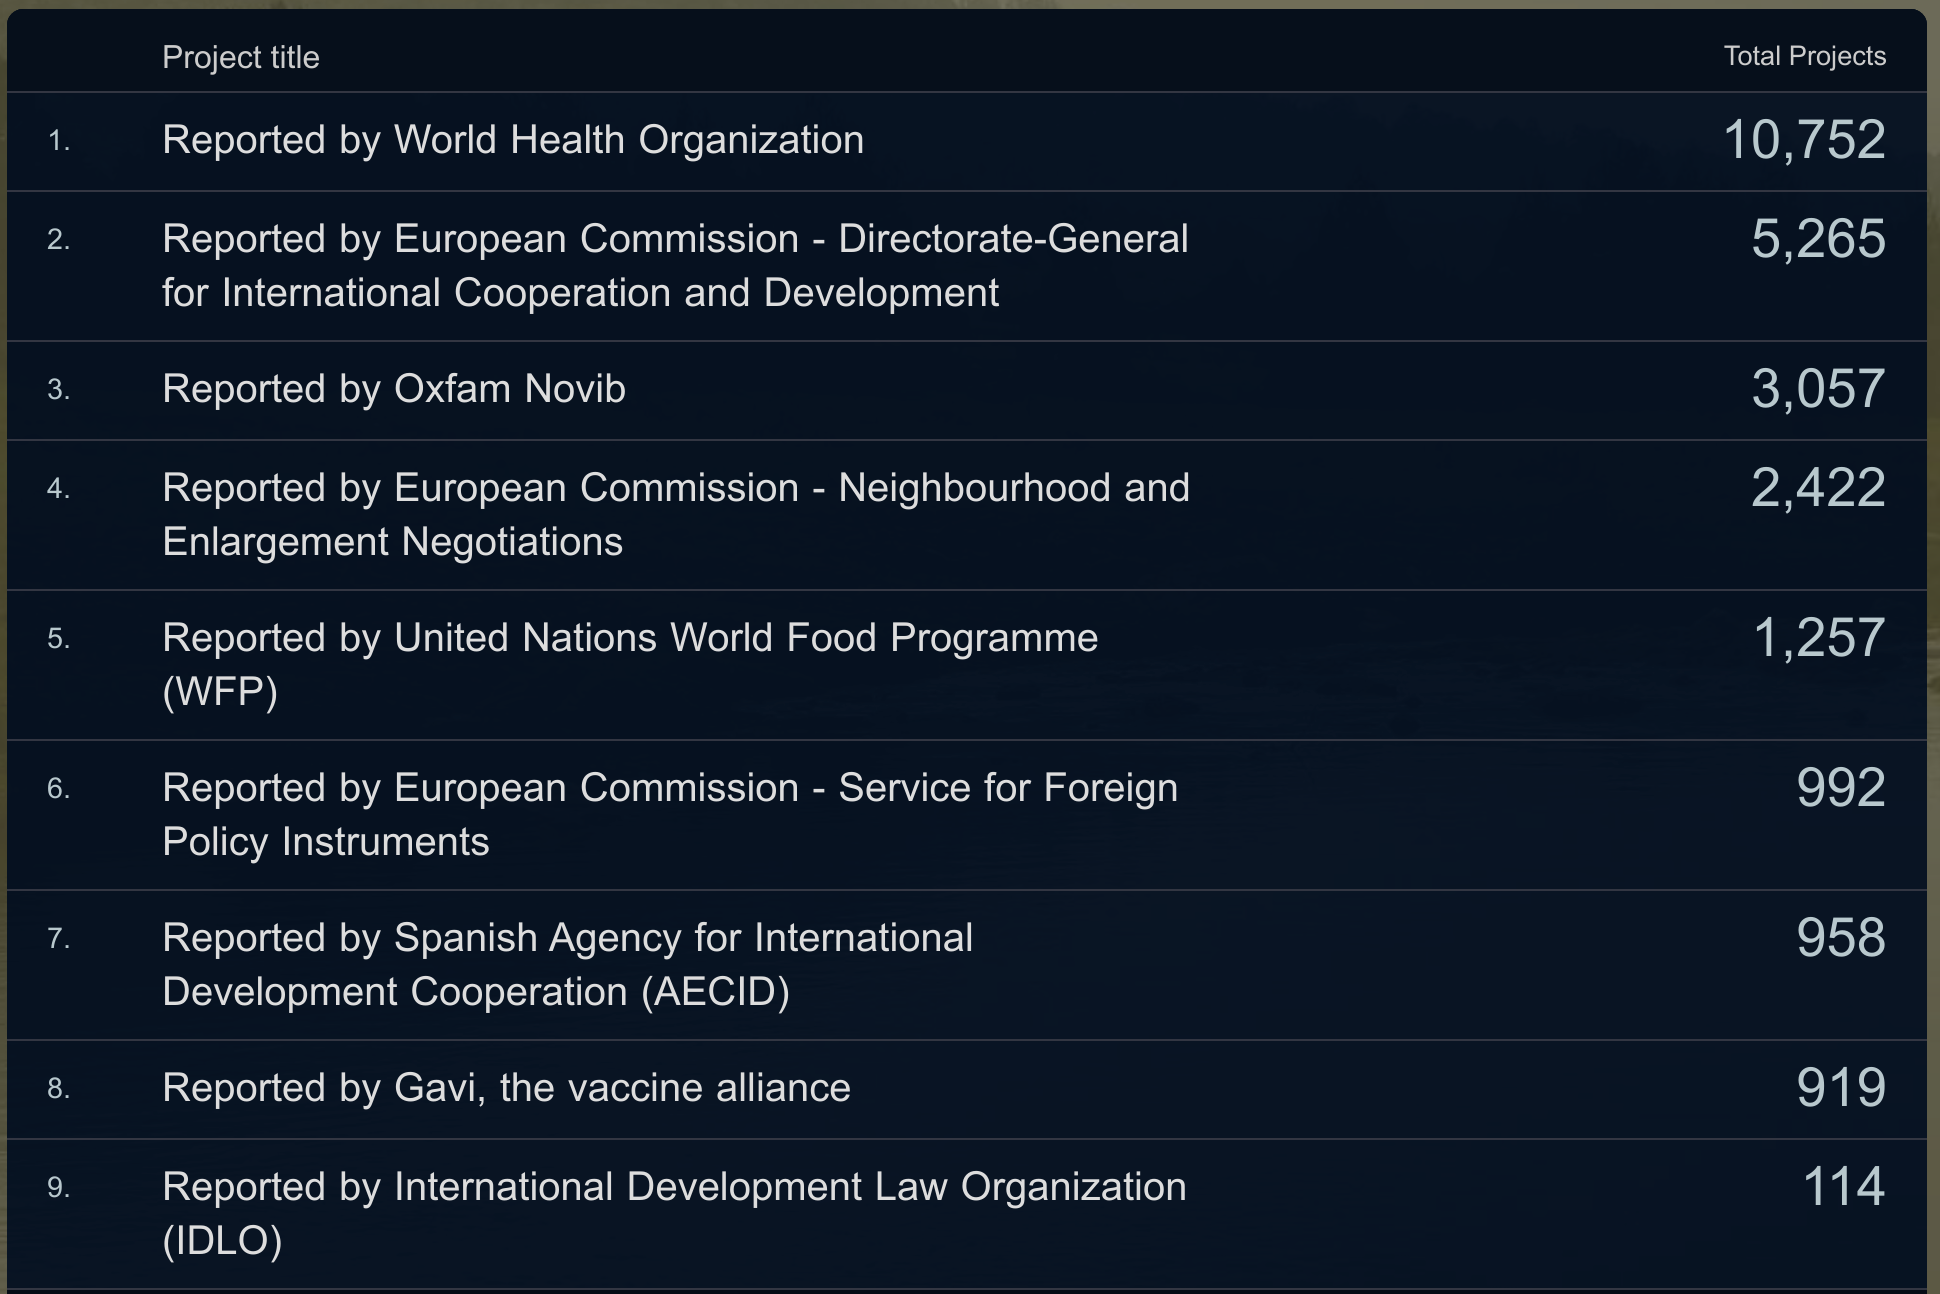 Project title Total Projects
1. Reported by World Health Organization 10,752
2. Reported by European Commission - Directorate-General 5,265
for International Cooperation and Development
3. Reported by Oxfam Novib 3,057
4. Reported by European Commission - Neighbourhood and 2,422
Enlargement Negotiations
5. Reported by United Nations World Food Programme 1,257
(WFP)
6. Reported by European Commission - Service for Foreign 992
Policy Instruments
7. Reported by Spanish Agency for International 958
Development Cooperation (AECID)
8. Reported by Gavi, the vaccine alliance 919
9. Reported by International Development Law Organization 114
(IDLO)